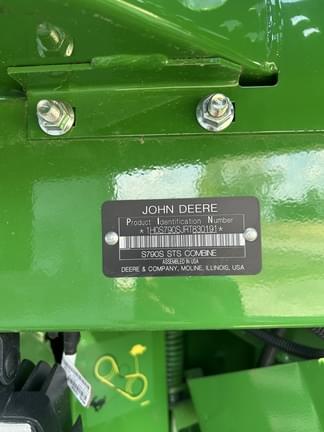 JOHN DEERE
Product Identification Number
*1H0S790SJRT830191*
S790S STS COMBINE
ASSEMBLED IN USA
DEERE & COMPANY, MOLINE, ILLINOIS, USA